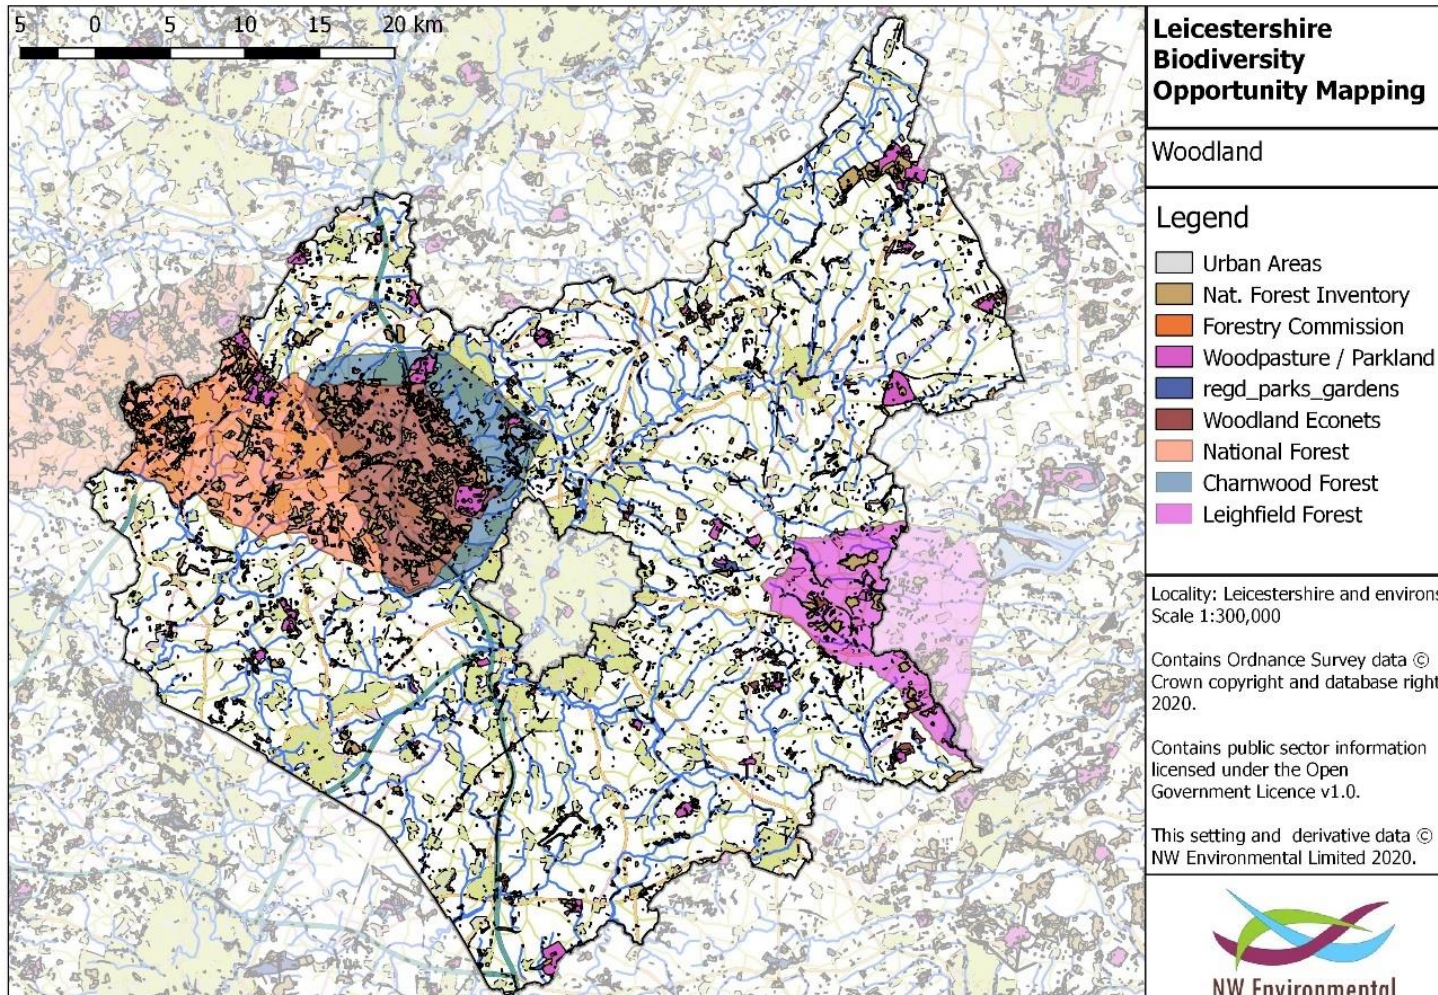 5 0 5 10 15 20 km
Leicestershire
Biodiversity
Opportunity Mapping
Woodland
Legend
Urban Areas
Nat. Forest Inventory
Forestry Commission
Woodpasture / Parkland
regd_parks_gardens
Woodland Econets
National Forest
Charnwood Forest
Leighfield Forest
Locality: Leicestershire and environs
Scale 1:300,000
Contains Ordnance Survey data ©
Crown copyright and database right
2020.
Contains public sector information
licensed under the Open
Government Licence v1.0.
This setting and derivative data ©
NW Environmental Limited 2020.
NW Environmental